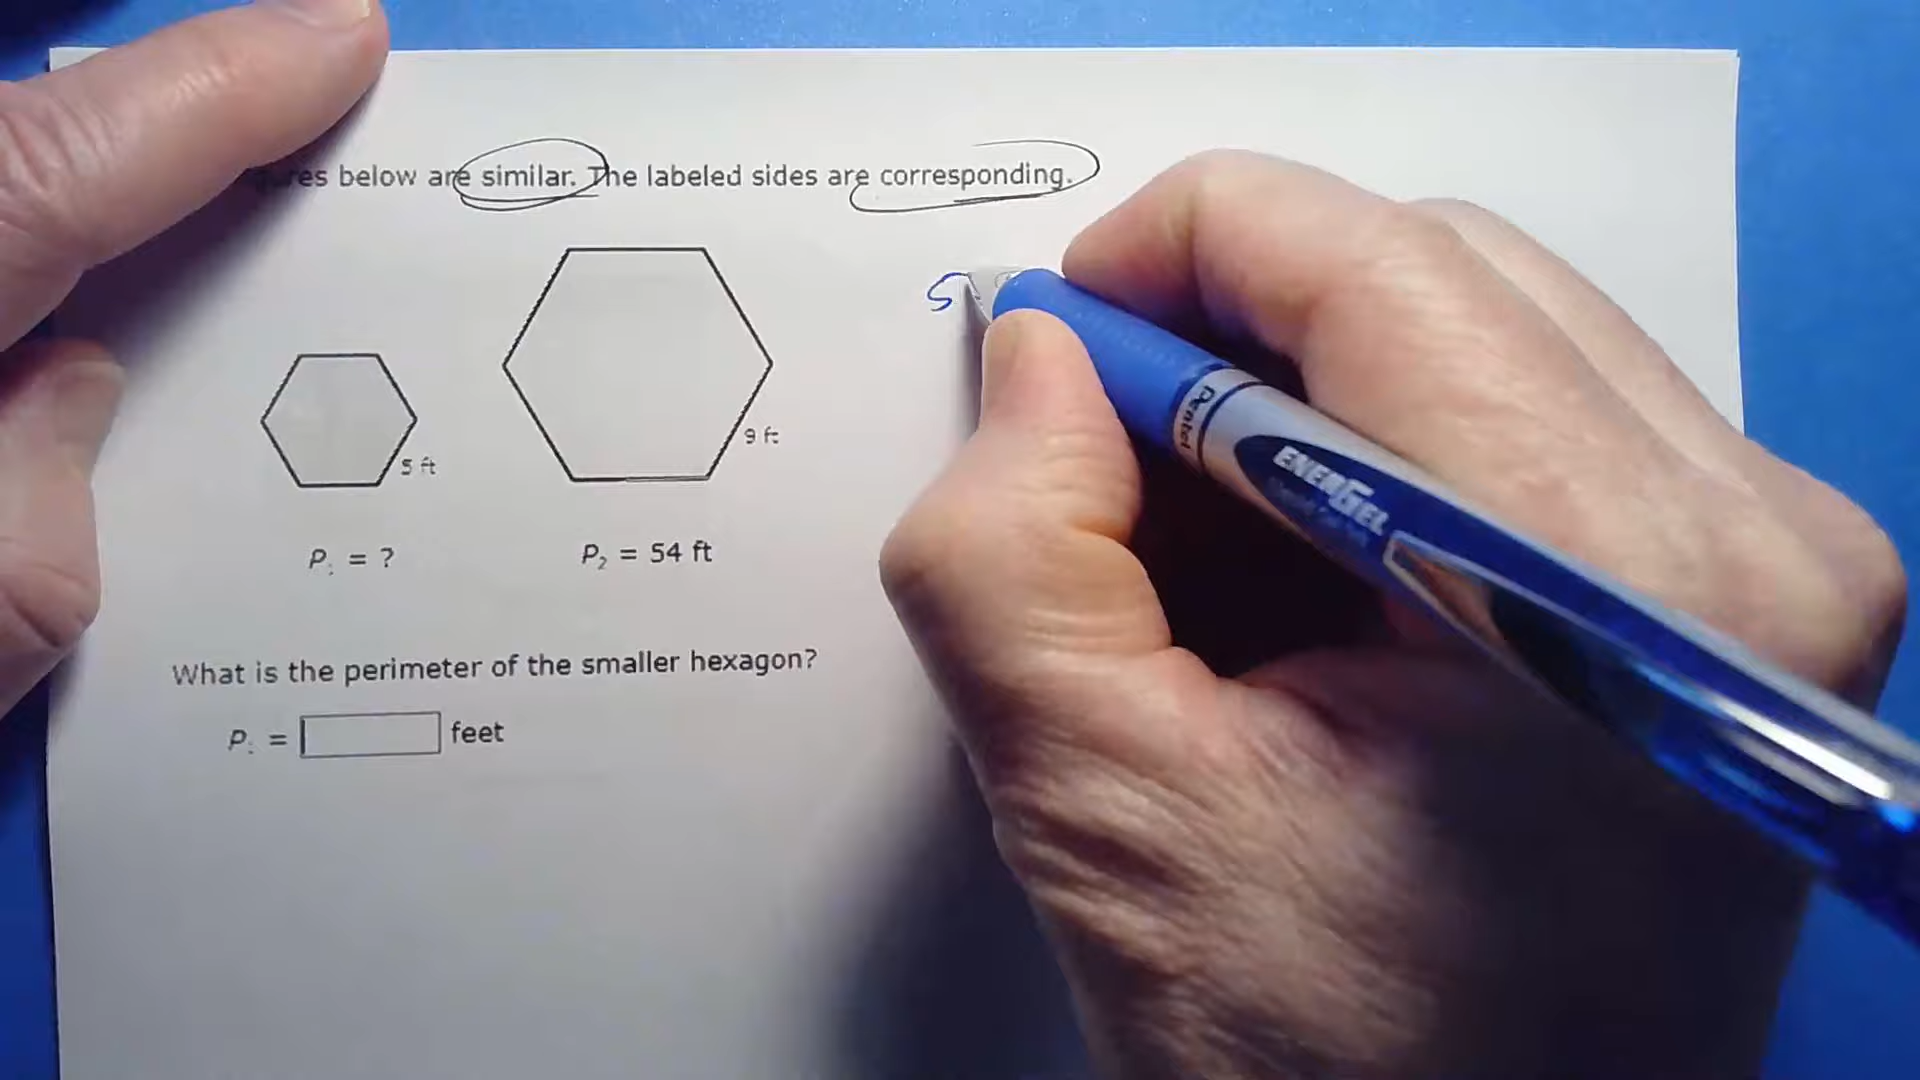 below are similar. The labeled sides are corresponding.
S
5 ft
9 ft
P = ?
P2 = 54 ft
What is the perimeter of the smaller hexagon?
P = feet
Pentel
ENERGEL